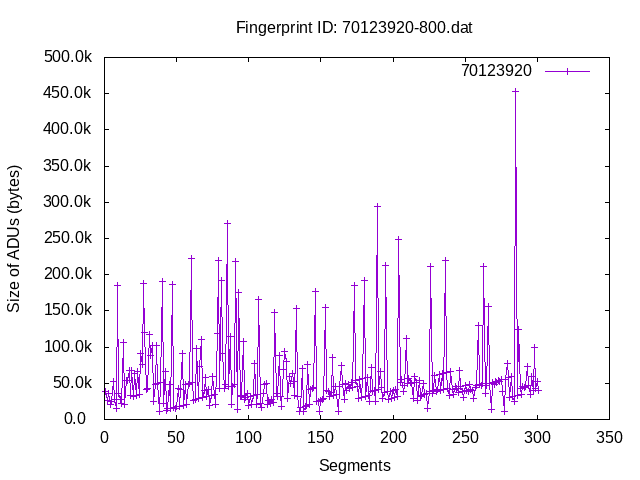 Fingerprint ID: 70123920-800.dat
500.0k
70123920
450.0k
400.0k
350.0k
300.0k
250.0k
200.0k
150.0k
100.0k
50.0k
0.0
Size of ADUs (bytes)
0 50 100 150 200 250 300 350
Segments